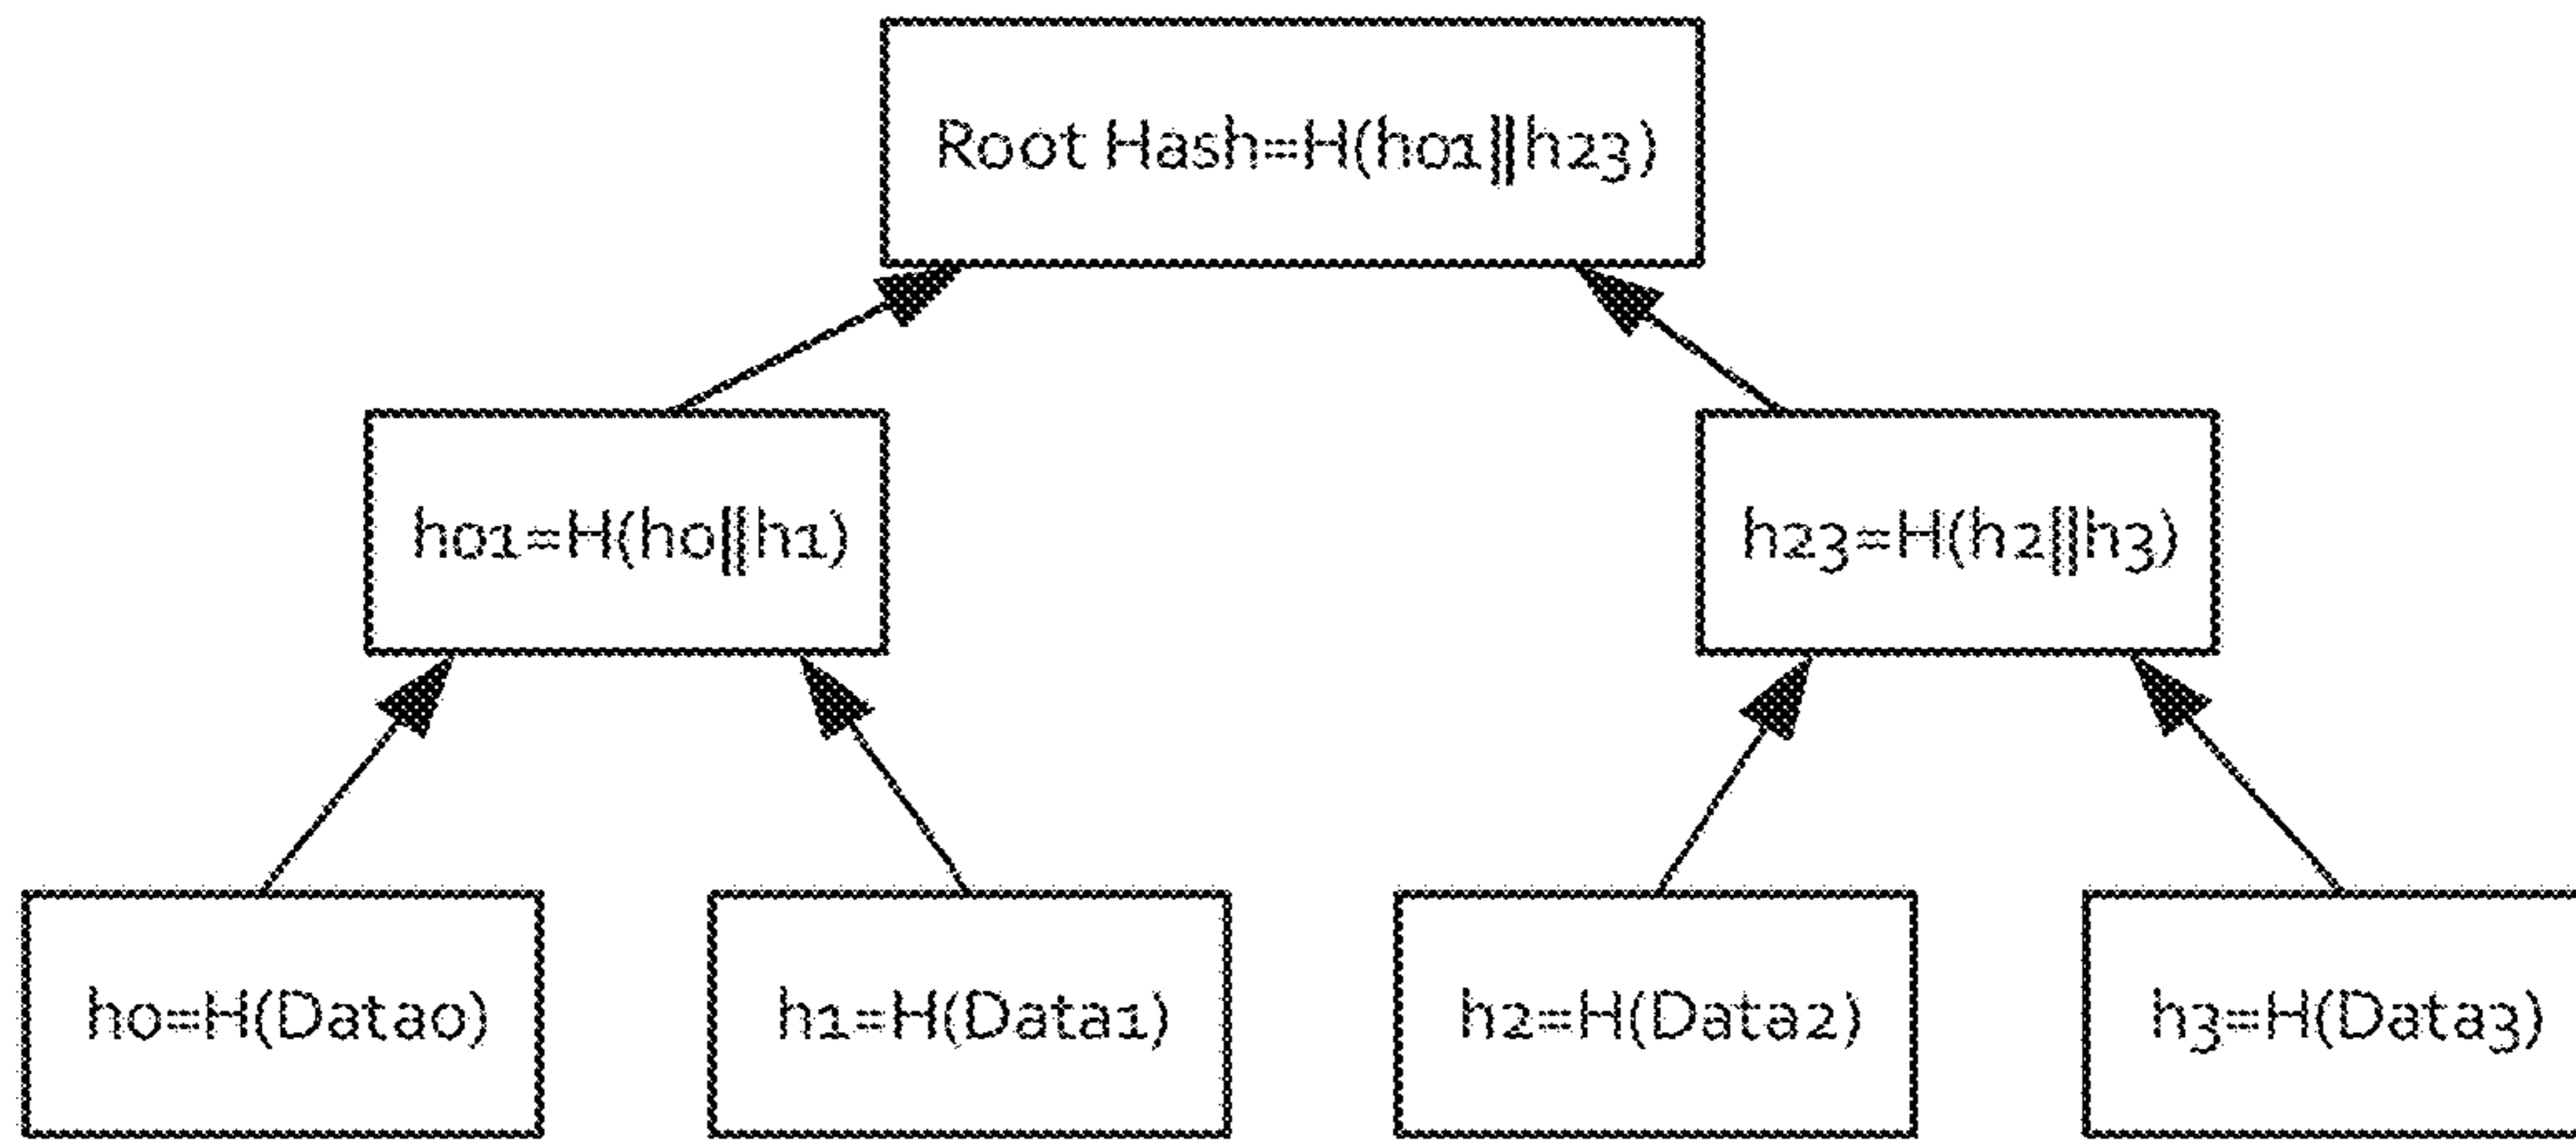 Root Hash=H(h01||h23)
h01=H(h0||h1)
h23=H(h2||h3)
h0=H(Data0)
h1=H(Data1)
h2=H(Data2)
h3=H(Data3)